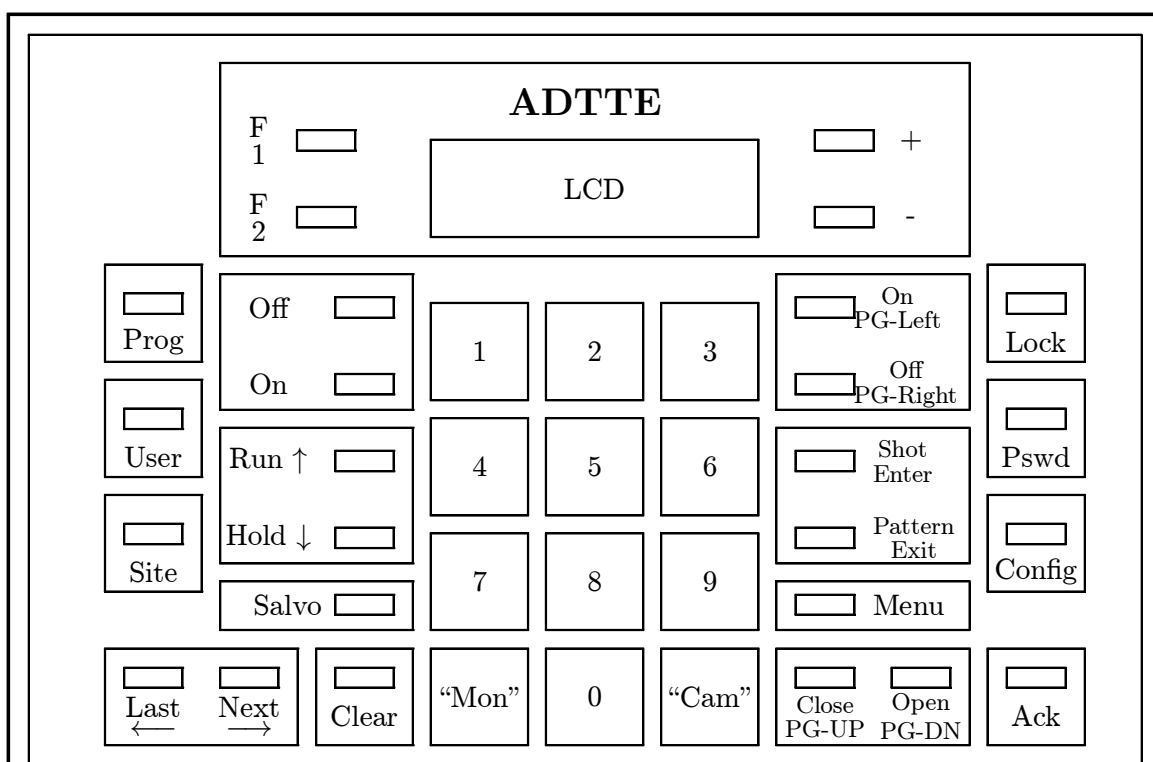 ADTTE
F
1
+
LCD
F
2
-
Prog
Off
On
PG-Left
Lock
1
2
3
On
Off
PG-Right
User
Run ↑
4
5
6
Shot
Enter
Pswd
Hold ↓
Pattern
Exit
Site
Config
7
8
9
Salvo
Menu
Last
←
Next
→
Clear
“Mon”
0
“Cam”
Close
PG-UP
Open
PG-DN
Ack